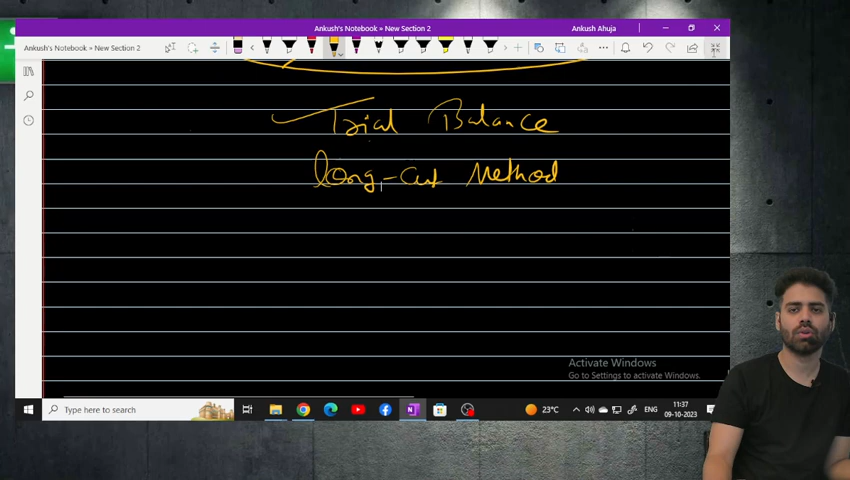 Ankush's Notebook » New Section 2
Ankush Ahuja
Ankush's Notebook » New Section 2
Trial Balance
long-cut Method
Activate Windows
Go to Settings to activate Windows.
Type here to search
23°C
ENG
11:37
09-10-2023